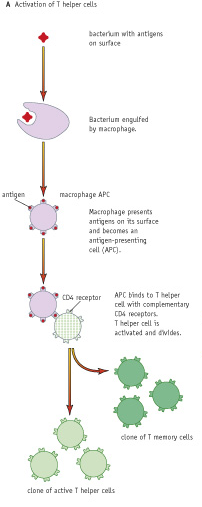 A Activation of T helper cells
bacterium with antigens
on surface
Bacterium engulfed
by macrophage.
antigen
macrophage APC
Macrophage presents
antigens on its surface
and becomes an
antigen-presenting
cell (APC).
CD4 receptor
APC binds to T helper
cell with complementary
CD4 receptors.
T helper cell is
activated and divides.
clone of T memory cells
clone of active T helper cells